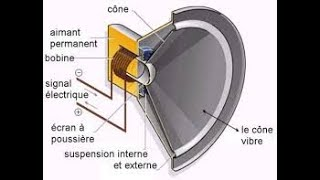 cône
aimant
permanent
bobine
signal
électrique
écran à
poussière
suspension interne
et externe
le cône
vibre